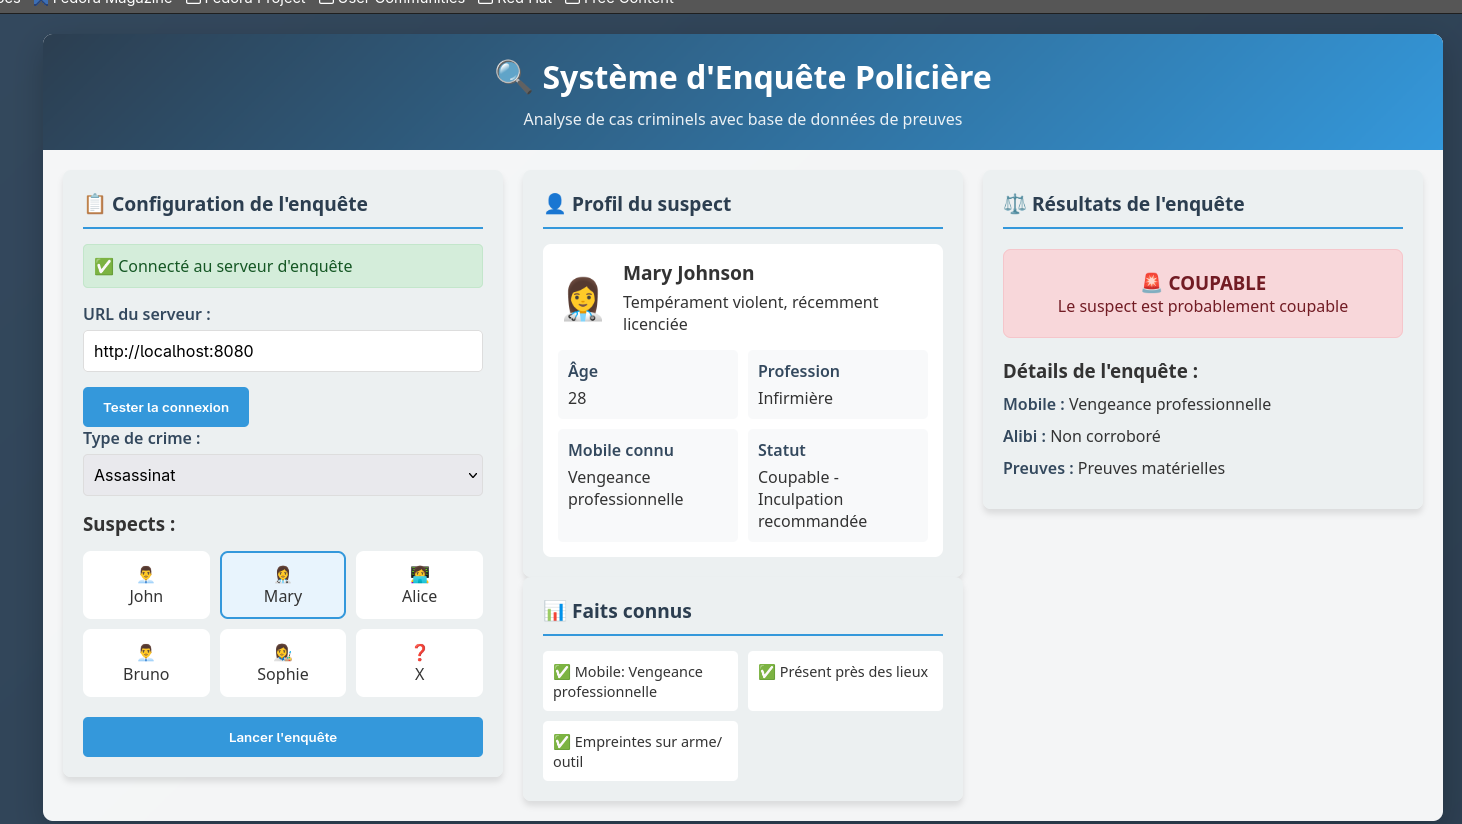 Fedora Magazine Fedora Project User Communities Red Hat Free Content
Système d'Enquête Policière
Analyse de cas criminels avec base de données de preuves
Configuration de l'enquête
Connecté au serveur d'enquête
URL du serveur :
http://localhost:8080
Tester la connexion
Type de crime :
Assassinat
Suspects :
John
Mary
Alice
Bruno
Sophie
X
Lancer l'enquête
Profil du suspect
Mary Johnson
Tempérament violent, récemment
licenciée
Âge
28
Profession
Infirmière
Mobile connu
Vengeance
professionnelle
Statut
Coupable -
Inculpation
recommandée
Faits connus
Mobile: Vengeance
professionnelle
Présent près des lieux
Empreintes sur arme/
outil
Résultats de l'enquête
COUPABLE
Le suspect est probablement coupable
Détails de l'enquête :
Mobile : Vengeance professionnelle
Alibi : Non corroboré
Preuves : Preuves matérielles